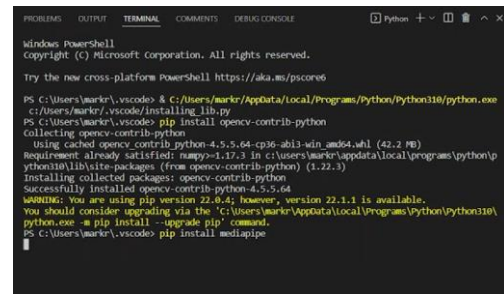 PROBLEMS OUTPUT TERMINAL COMMENTS DEBUG CONSOLE Python
Windows PowerShell
Copyright (C) Microsoft Corporation. All rights reserved.
Try the new cross-platform PowerShell https://aka.ms/pscore6
PS C:\Users\markr\.vscode> & C:/Users/markr/AppData/Local/Programs/Python/Python310/python.exe
c:/Users/markr/.vscode/installing_lib.py
PS C:\Users\markr\.vscode> pip install opencv-contrib-python
Collecting opencv-contrib-python
Using cached opencv_contrib_python-4.5.5.64-cp36-abi3-win_amd64.whl (42.2 MB)
Requirement already satisfied: numpy>=1.17.3 in c:\users\markr\appdata\local\programs\python\p
ython310\lib\site-packages (from opencv-contrib-python) (1.22.3)
Installing collected packages: opencv-contrib-python
Successfully installed opencv-contrib-python-4.5.5.64
WARNING: You are using pip version 22.0.4; however, version 22.1.1 is available.
You should consider upgrading via the 'C:\Users\markr\AppData\Local\Programs\Python\Python310\
python.exe -m pip install --upgrade pip' command.
PS C:\Users\markr\.vscode> pip install mediapipe